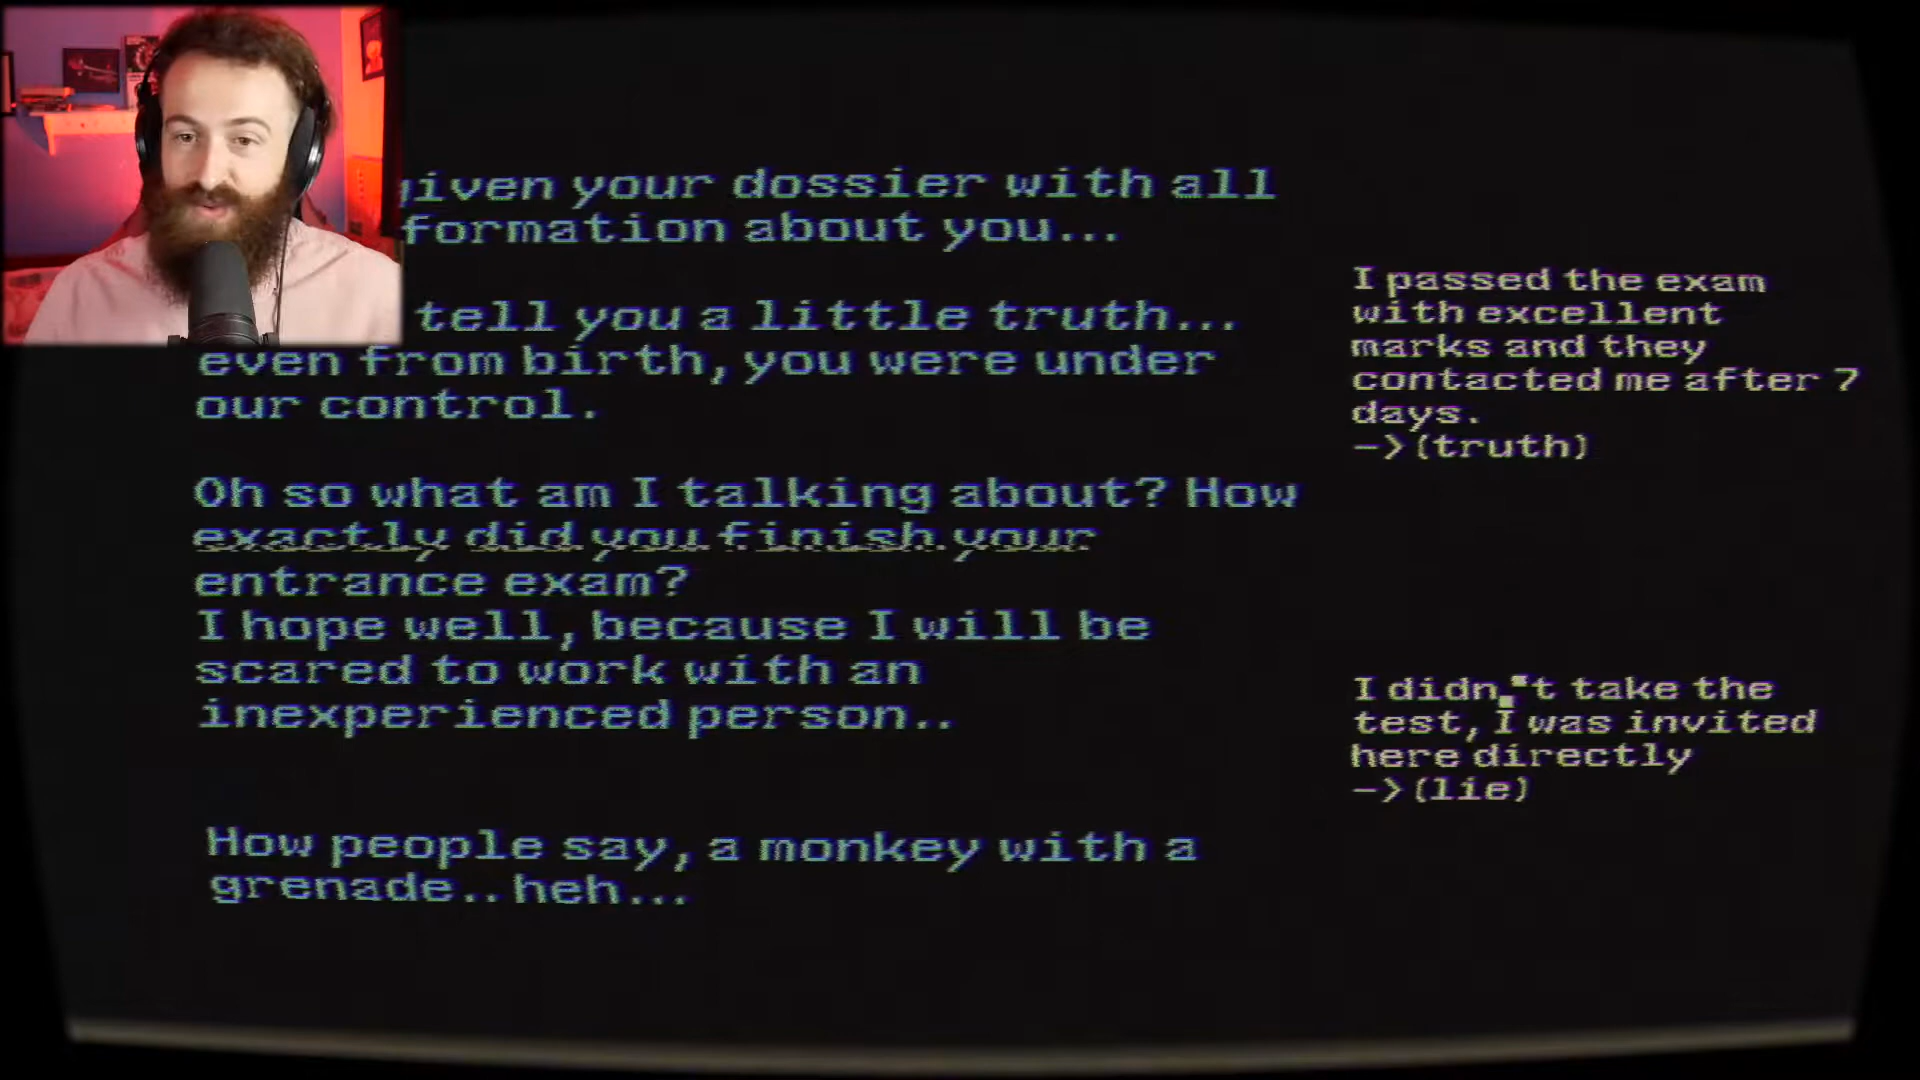 given your dossier with all
formation about you...
tell you a little truth...
even from birth, you were under
our control.
Oh so what am I talking about? How
exactly did you finish your
entrance exam?
I hope well, because I will be
scared to work with an
inexperienced person..
How people say, a monkey with a
grenade.. heh...
I passed the exam
with excellent
marks and they
contacted me after 7
days.
->(truth)
I didn't take the
test, I was invited
here directly
->(lie)